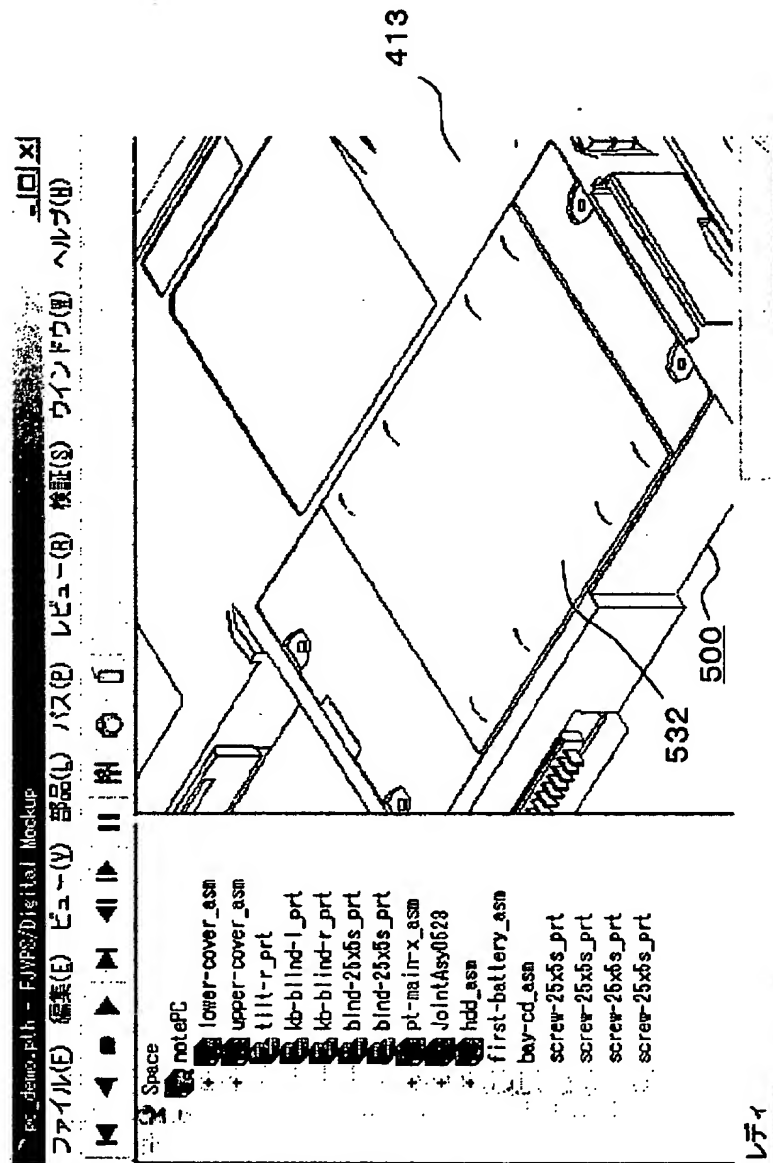 pc_demo.pth - FJVPS/Digital Mockup
ファイル(F) 編集(E) ビュー(V) 部品(L) パス(P) レビュー(R) 検証(S) ウインドウ(W) ヘルプ(H)
Space
notePC
lower-cover_asm
upper-cover_asm
tilt-r_prt
kb-blind-l_prt
kb-blind-r_prt
bind-25x5s_prt
bind-25x5s_prt
pt-main-x_asm
JointAsy0523
hdd_asm
first-battery_asm
bay-cd_asm
screw-25x5s_prt
screw-25x5s_prt
screw-25x5s_prt
screw-25x5s_prt
レディ
413
532
500